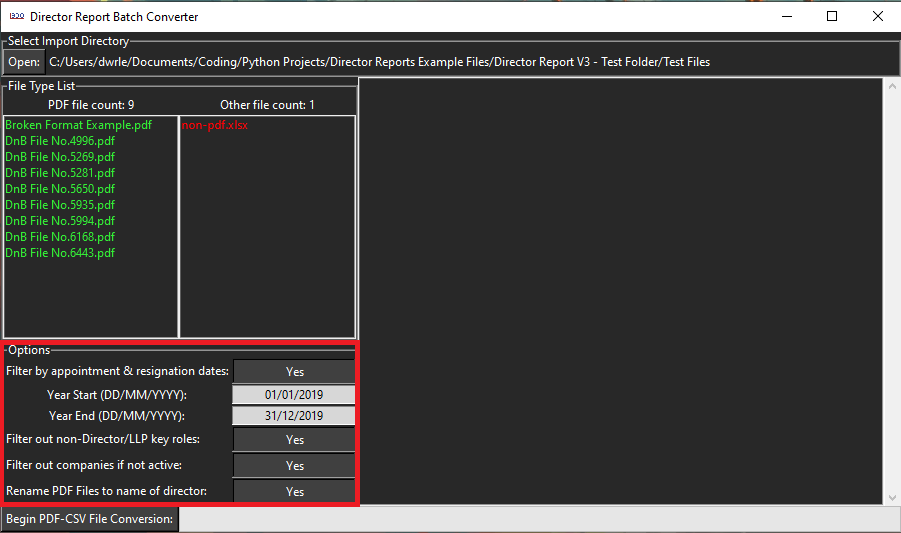 Director Report Batch Converter
Select Import Directory
Open: C:/Users/dwrle/Documents/Coding/Python Projects/Director Reports Example Files/Director Report V3 - Test Folder/Test Files
File Type List
PDF file count: 9 Other file count: 1
Broken Format Example.pdf non-pdf.xlsx
DnB File No.4996.pdf
DnB File No.5269.pdf
DnB File No.5281.pdf
DnB File No.5650.pdf
DnB File No.5935.pdf
DnB File No.5994.pdf
DnB File No.6168.pdf
DnB File No.6443.pdf
Options
Filter by appointment & resignation dates: Yes
Year Start (DD/MM/YYYY): 01/01/2019
Year End (DD/MM/YYYY): 31/12/2019
Filter out non-Director/LLP key roles: Yes
Filter out companies if not active: Yes
Rename PDF Files to name of director: Yes
Begin PDF-CSV File Conversion: